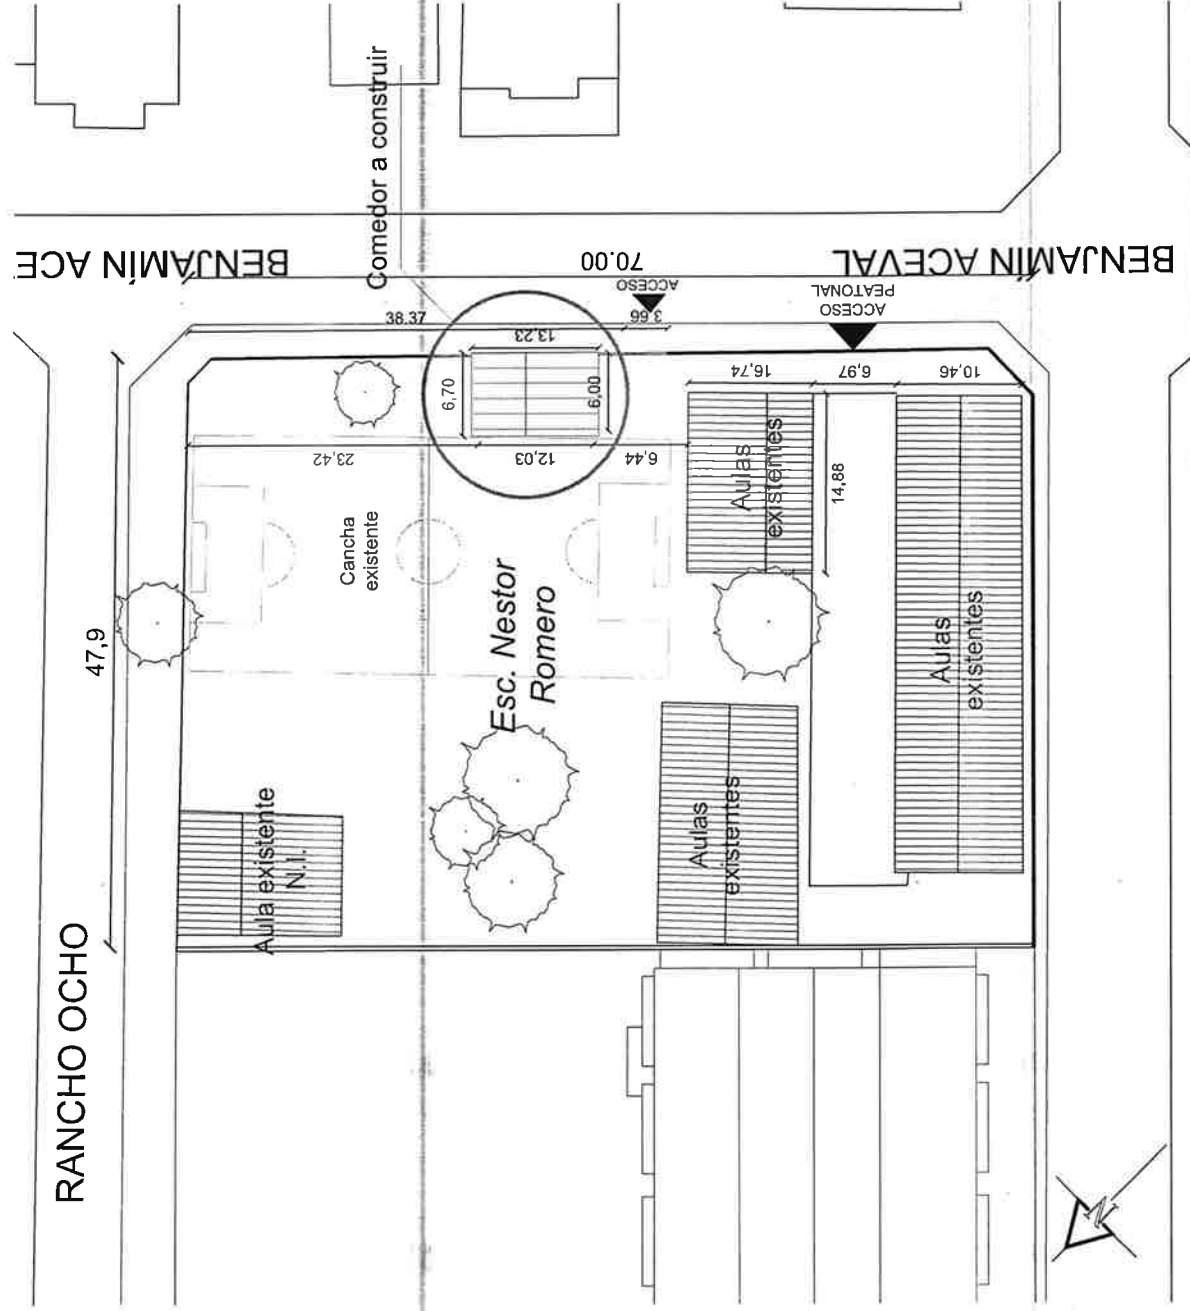 Comedor a construir
BENJAMÍN ACE
70.00
BENJAMÍN ACEVAL
ACCESO
ACCESO
PEATONAL
38.37
3.66
13.23
6,70
6,00
16,74
6,97
10,46
23,42
12,03
6,44
14,88
47,9
Cancha
existente
Aulas
existentes
Esc. Nestor
Romero
Aulas
existentes
Aulas
existentes
Aula existente
N.I.
RANCHO OCHO
N